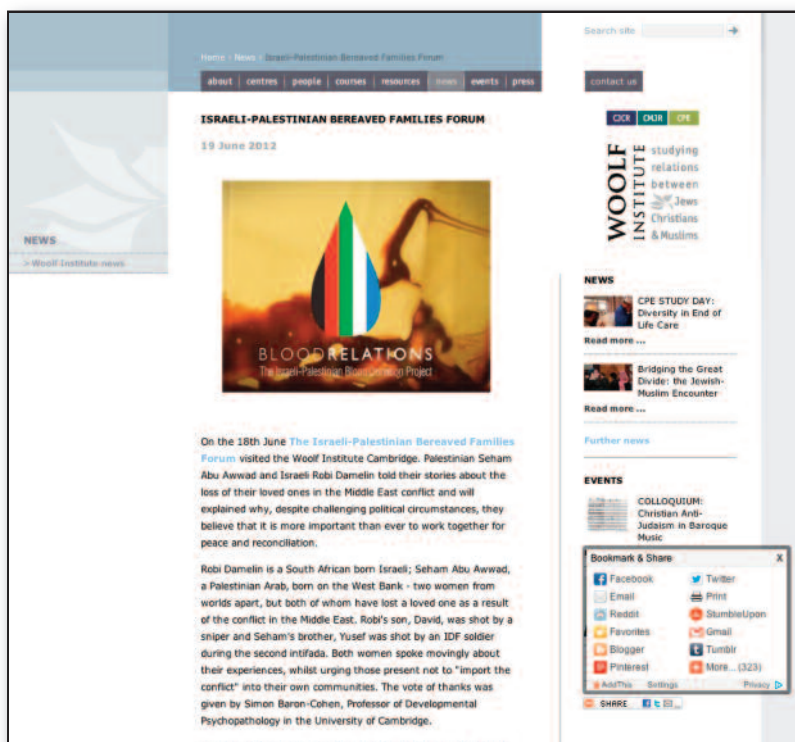 Search site
Home > News > Israeli-Palestinian Bereaved Families Forum
about
centres
people
courses
resources
news
events
press
contact us
ISRAELI-PALESTINIAN BEREAVED FAMILIES FORUM
19 June 2012
NEWS
> Woolf Institute news
BLOODRELATIONS
The Israeli-Palestinian Blood Donation Project
On the 18th June The Israeli-Palestinian Bereaved Families
Forum visited the Woolf Institute Cambridge. Palestinian Seham
Abu Awwad and Israeli Robi Damelin told their stories about the
loss of their loved ones in the Middle East conflict and will
explained why, despite challenging political circumstances, they
believe that it is more important than ever to work together for
peace and reconciliation.
Robi Damelin is a South African born Israeli; Seham Abu Awwad,
a Palestinian Arab, born on the West Bank - two women from
worlds apart, but both of whom have lost a loved one as a result
of the conflict in the Middle East. Robi's son, David, was shot by a
sniper and Seham's brother, Yusef was shot by an IDF soldier
during the second intifada. Both women spoke movingly about
their experiences, whilst urging those present not to "import the
conflict" into their own communities. The vote of thanks was
given by Simon Baron-Cohen, Professor of Developmental
Psychopathology in the University of Cambridge.
CJCR
CMJR
CPE
WOOLF
INSTITUTE
studying
relations
between
Jews
Christians
& Muslims
NEWS
CPE STUDY DAY:
Diversity in End of
Life Care
Read more ...
Bridging the Great
Divide: the Jewish-
Muslim Encounter
Read more ...
Further news
EVENTS
COLLOQUIUM:
Christian Anti-
Judaism in Baroque
Music
Bookmark & Share X
Facebook
Twitter
Email
Print
Reddit
StumbleUpon
Favorites
Gmail
Blogger
Tumblr
Pinterest
More... (323)
AddThis
Settings
Privacy
SHARE